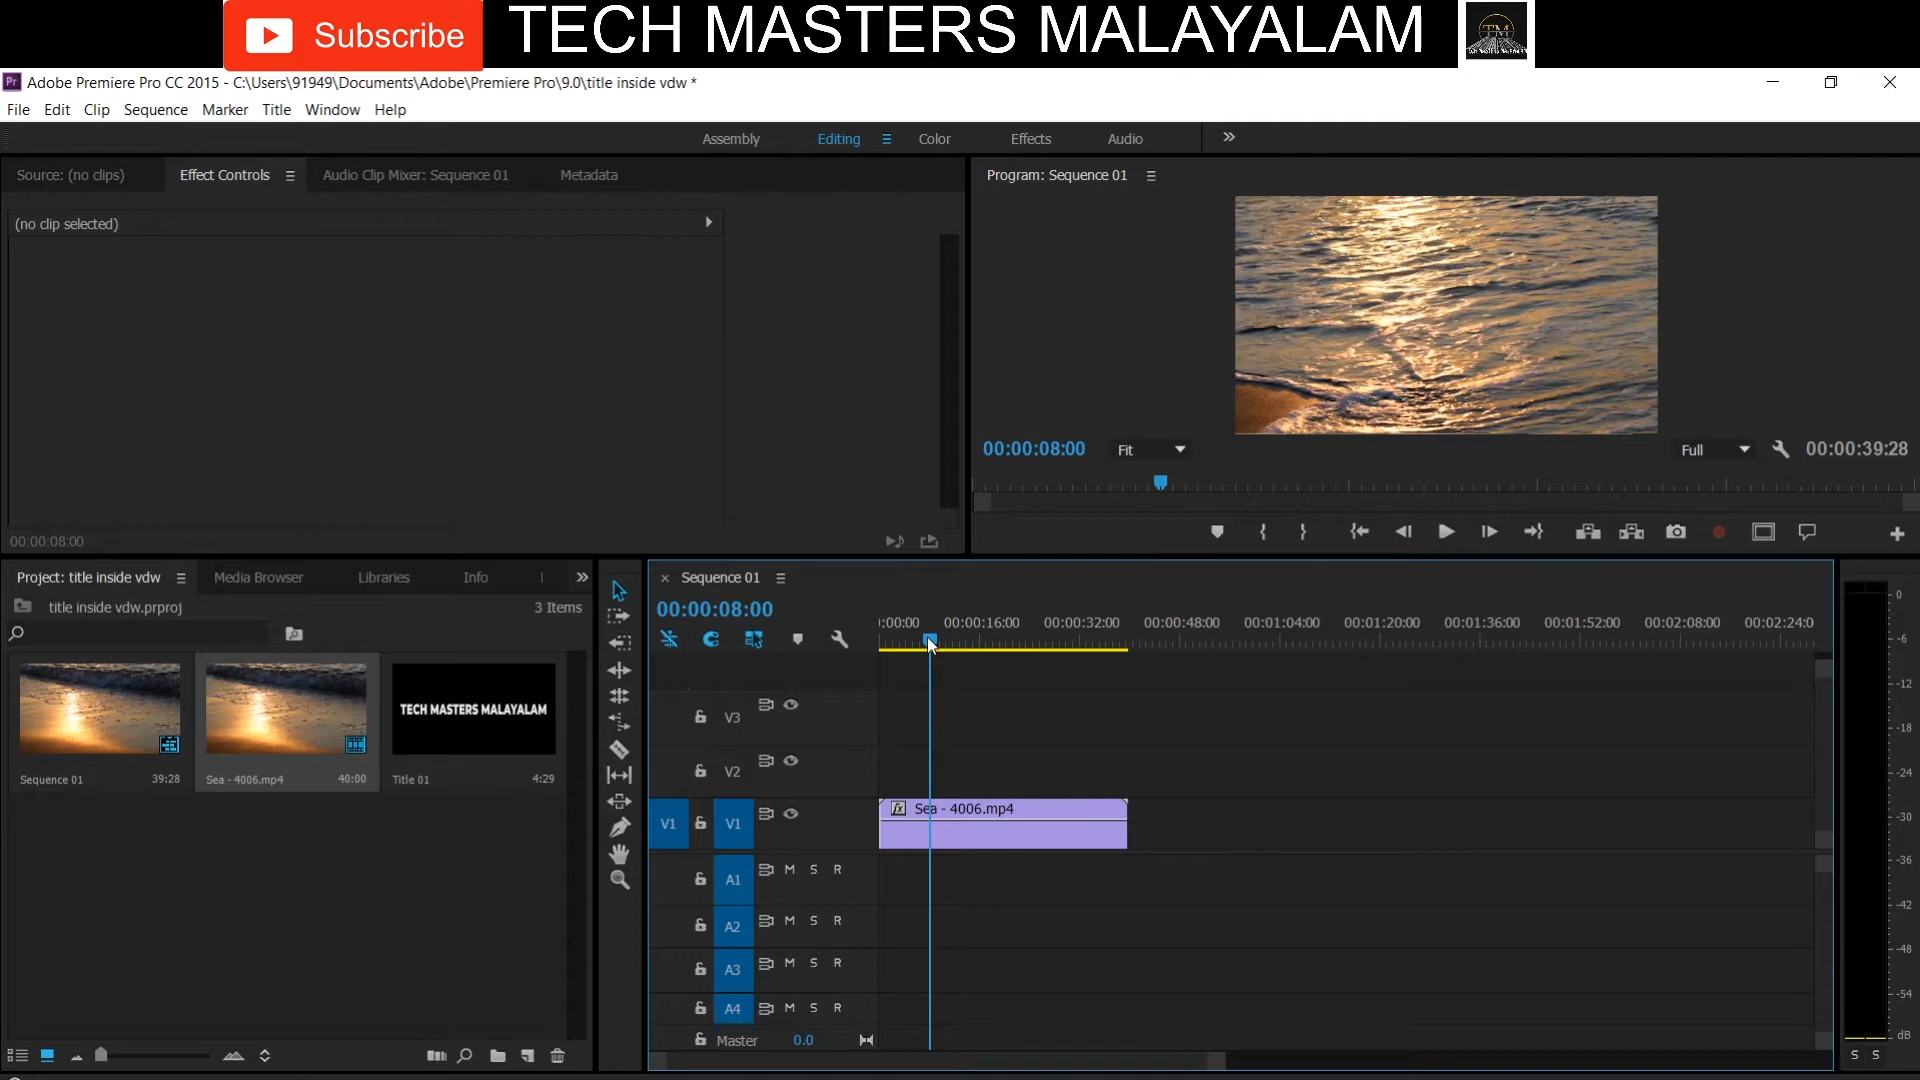 Subscribe
TECH MASTERS MALAYALAM
Adobe Premiere Pro CC 2015 - C:\Users\91949\Documents\Adobe\Premiere Pro\9.0\title inside vdw *
File Edit Clip Sequence Marker Title Window Help
Assembly Editing Color Effects Audio
Source: (no clips) Effect Controls Audio Clip Mixer: Sequence 01 Metadata
Program: Sequence 01
(no clip selected)
00:00:08:00 Fit Full 00:00:39:28
00:00:08:00
Project: title inside vdw Media Browser Libraries Info
title inside vdw.prproj 3 Items
TECH MASTERS MALAYALAM
Sequence 01 39:28 Sea - 4006.mp4 40:00 Title 01 4:29
Sequence 01
00:00:08:00
:00:00 00:00:16:00 00:00:32:00 00:00:48:00 00:01:04:00 00:01:20:00 00:01:36:00 00:01:52:00 00:02:08:00 00:02:24:0
V3
V2
V1 V1 fx Sea - 4006.mp4
A1 M S R
A2 M S R
A3 M S R
A4 M S R
Master 0.0
0
-6
-12
-18
-24
-30
-36
-42
-48
-54
dB
S S